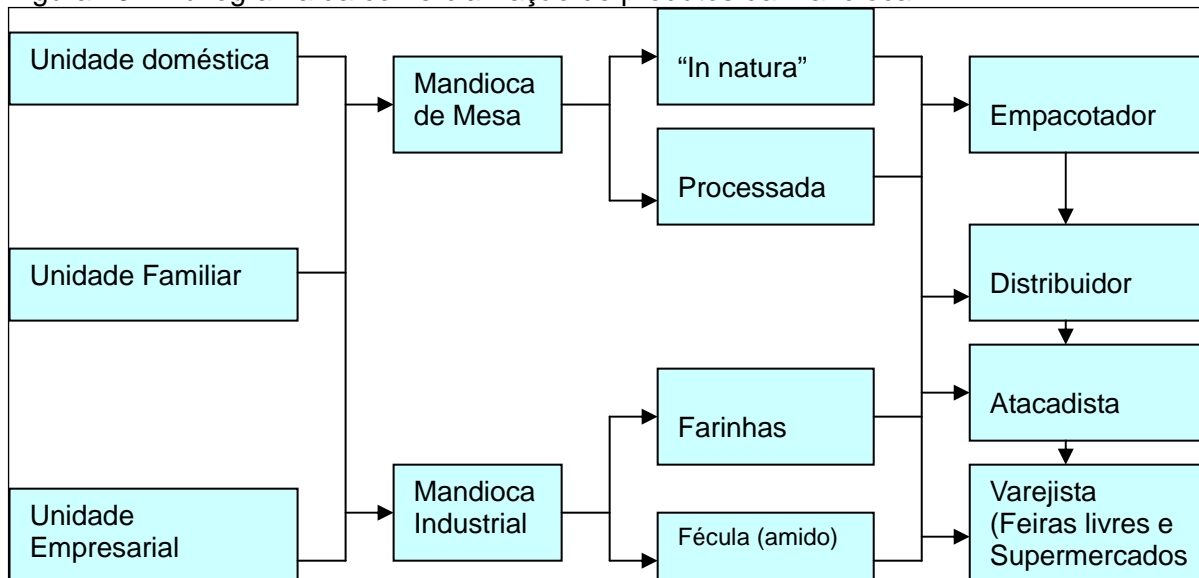 Unidade doméstica
Mandioca
de Mesa
“In natura”
Processada
Empacotador
Unidade Familiar
Distribuidor
Atacadista
Farinhas
Unidade
Empresarial
Mandioca
Industrial
Fécula (amido)
Varejista
(Feiras livres e
Supermercados